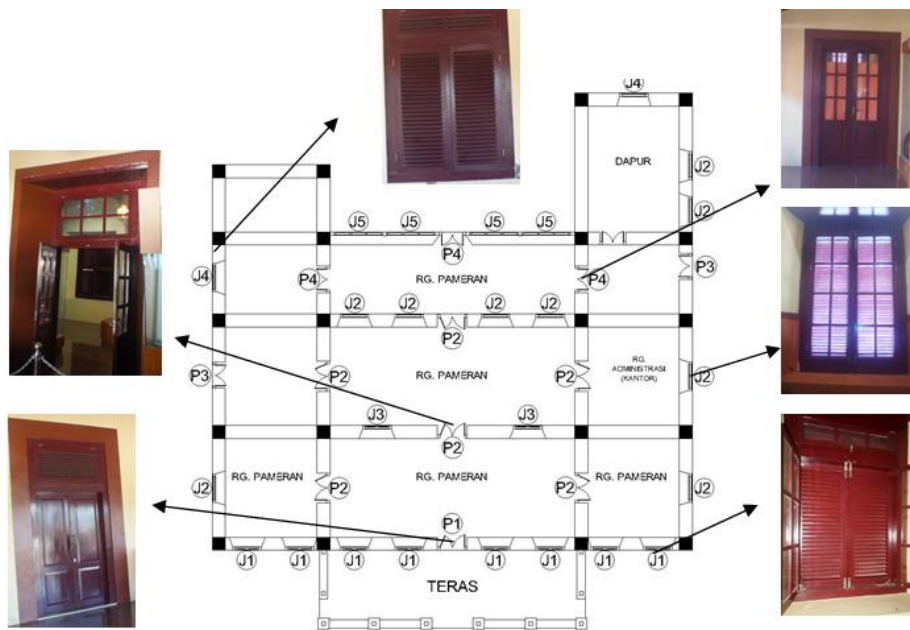 J4
DAPUR
J2
J2
J5 J5 J5 J5
P4
J4 P4 RG. PAMERAN P4 P3
J2 J2 J2 J2
P2
P3 P2 RG. PAMERAN P2
RG.
ADMINISTRASI
(KANTOR)
J2
J3 J3
P2
RG. PAMERAN RG. PAMERAN RG. PAMERAN
J2 P2 P2 J2
P1
J1 J1 J1 J1 J1 J1 J1 J1
TERAS